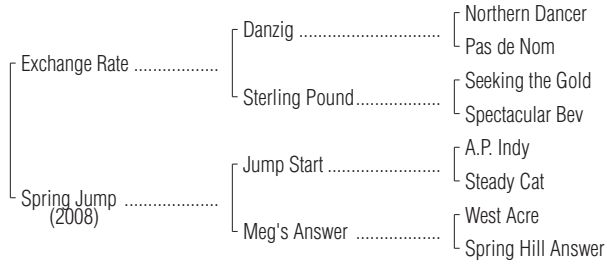 Northern Dancer
Danzig ..............................
Pas de Nom
Exchange Rate ..................
Seeking the Gold
Sterling Pound..................
Spectacular Bev
A.P. Indy
Jump Start ........................
Steady Cat
Spring Jump ....................
(2008)
West Acre
Meg's Answer ..................
Spring Hill Answer